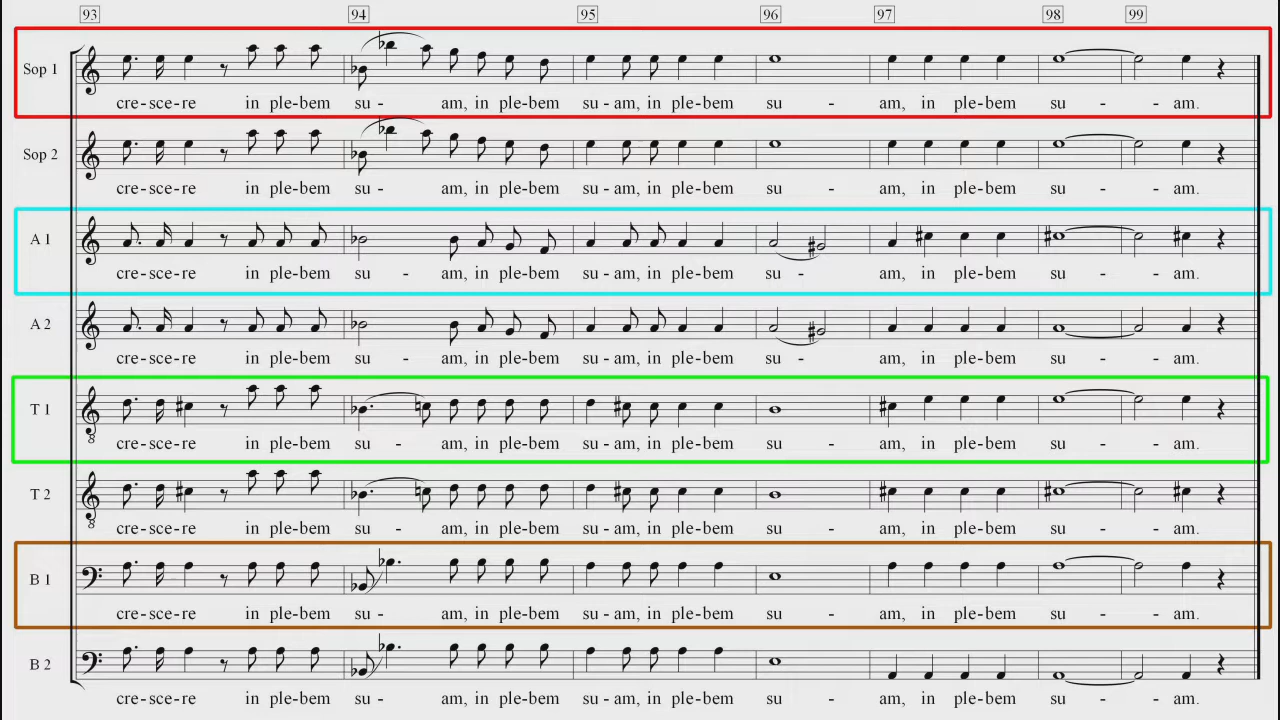 93 94 95 96 97 98 99
Sop 1
cre-sce-re in ple-bem su - am, in ple-bem su-am, in ple-bem su - am, in ple-bem su - - am.
Sop 2
cre-sce-re in ple-bem su - am, in ple-bem su-am, in ple-bem su - am, in ple-bem su - - am.
A 1
cre-sce-re in ple-bem su - am, in ple-bem su-am, in ple-bem su - am, in ple-bem su - - am.
A 2
cre-sce-re in ple-bem su - am, in ple-bem su-am, in ple-bem su - am, in ple-bem su - - am.
T 1
8
cre-sce-re in ple-bem su - am, in ple-bem su-am, in ple-bem su - am, in ple-bem su - - am.
T 2
8
cre-sce-re in ple-bem su - am, in ple-bem su-am, in ple-bem su - am, in ple-bem su - - am.
B 1
cre-sce-re in ple-bem su - am, in ple-bem su-am, in ple-bem su - am, in ple-bem su - - am.
B 2
cre-sce-re in ple-bem su - am, in ple-bem su-am, in ple-bem su - am, in ple-bem su - - am.